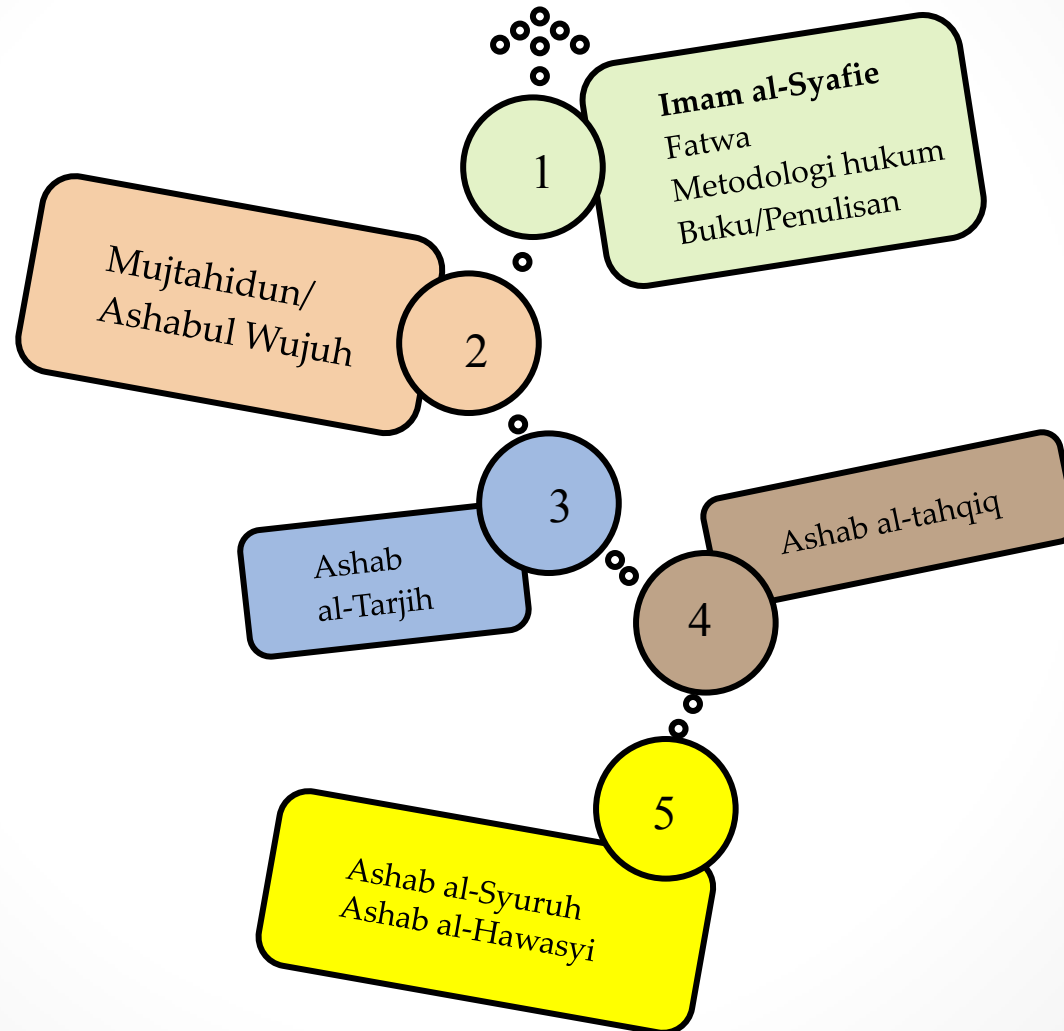 1
Imam al-Syafie
Fatwa
Metodologi hukum
Buku/Penulisan
2
Mujtahidun/
Ashabul Wujuh
3
Ashab
al-Tarjih
4
Ashab al-tahqiq
5
Ashab al-Syuruh
Ashab al-Hawasyi